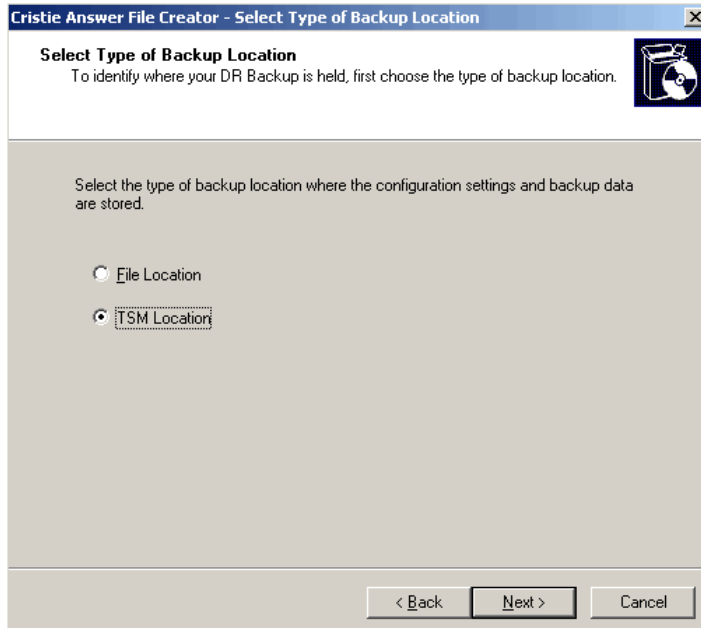 Cristie Answer File Creator - Select Type of Backup Location
Select Type of Backup Location
To identify where your DR Backup is held, first choose the type of backup location.
Select the type of backup location where the configuration settings and backup data
are stored.
File Location
TSM Location
< Back
Next >
Cancel